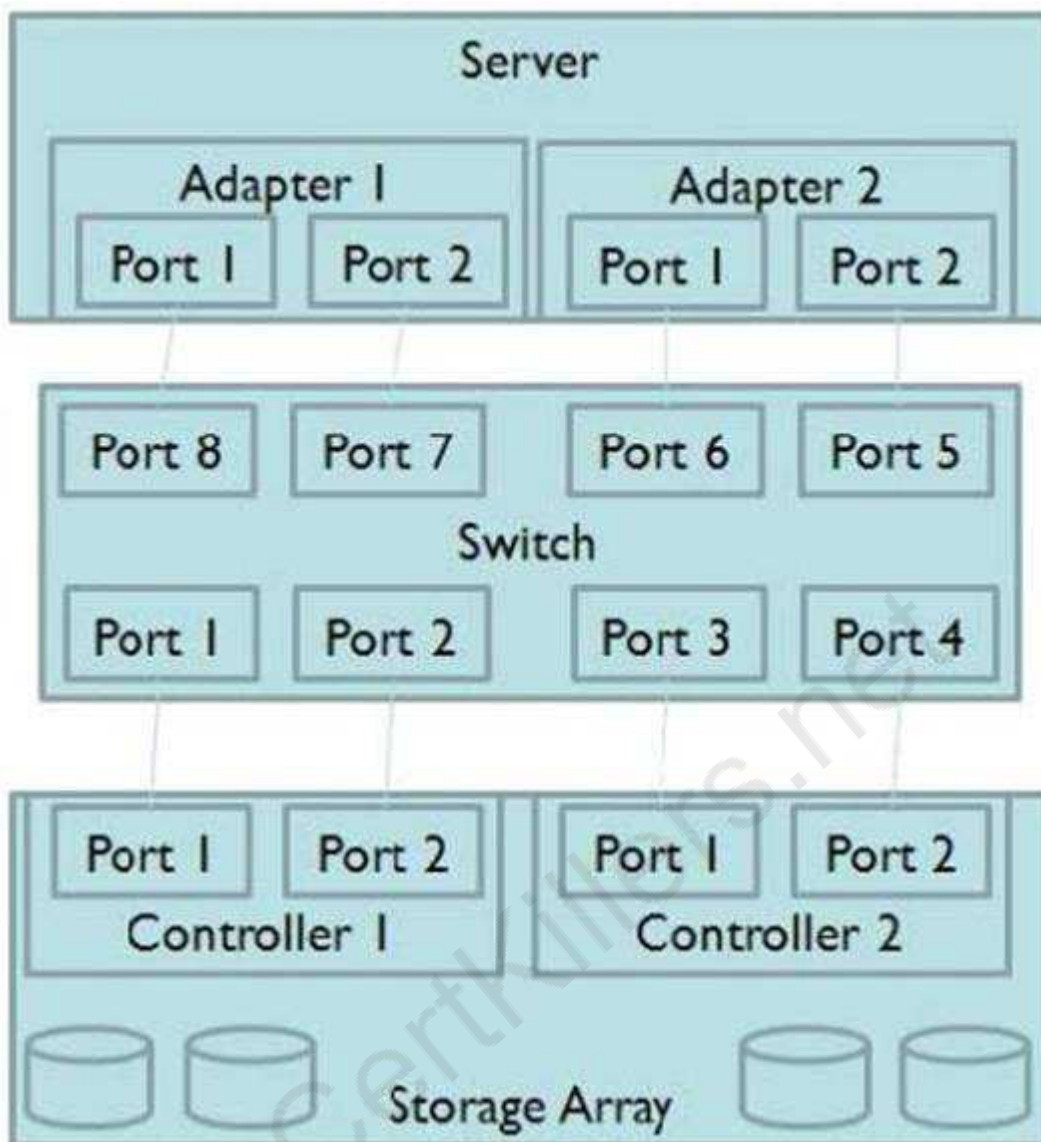 Server
Adapter 1 Adapter 2
Port 1 Port 2 Port 1 Port 2
Port 8 Port 7 Port 6 Port 5
Switch
Port 1 Port 2 Port 3 Port 4
Port 1 Port 2 Port 1 Port 2
Controller 1 Controller 2
Storage Array
CertKillers.net